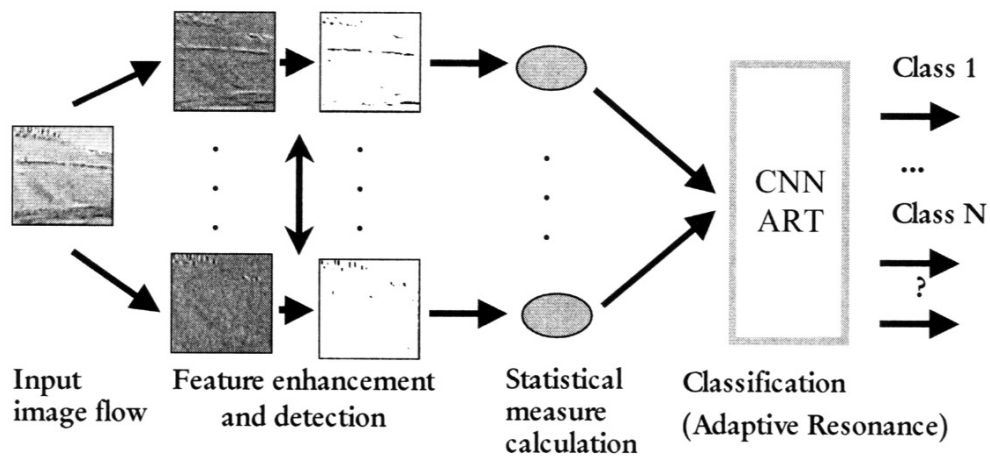 Class 1
...
Class N
?
CNN
ART
Input
image flow
Feature enhancement
and detection
Statistical
measure
calculation
Classification
(Adaptive Resonance)